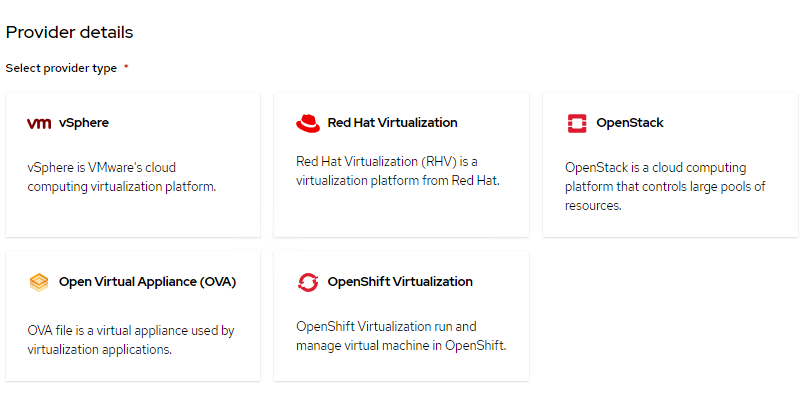 Provider details
Select provider type *
vm vSphere
vSphere is VMware's cloud
computing virtualization platform.
Red Hat Virtualization
Red Hat Virtualization (RHV) is a
virtualization platform from Red Hat.
OpenStack
OpenStack is a cloud computing
platform that controls large pools of
resources.
Open Virtual Appliance (OVA)
OVA file is a virtual appliance used by
virtualization applications.
OpenShift Virtualization
OpenShift Virtualization run and
manage virtual machine in OpenShift.